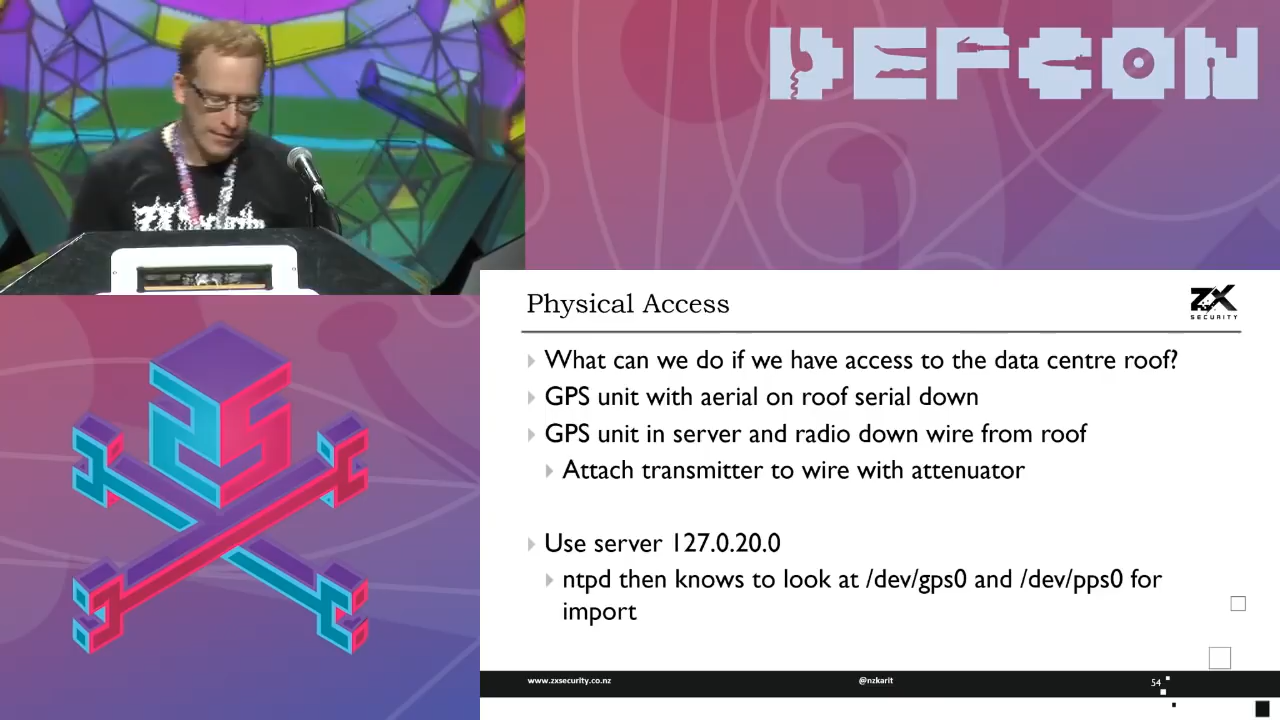 DEFCON
Physical Access
ZX
SECURITY
What can we do if we have access to the data centre roof?
GPS unit with aerial on roof serial down
GPS unit in server and radio down wire from roof
Attach transmitter to wire with attenuator
Use server 127.0.20.0
ntpd then knows to look at /dev/gps0 and /dev/pps0 for
import
www.zxsecurity.co.nz
@nzkarit
54
25